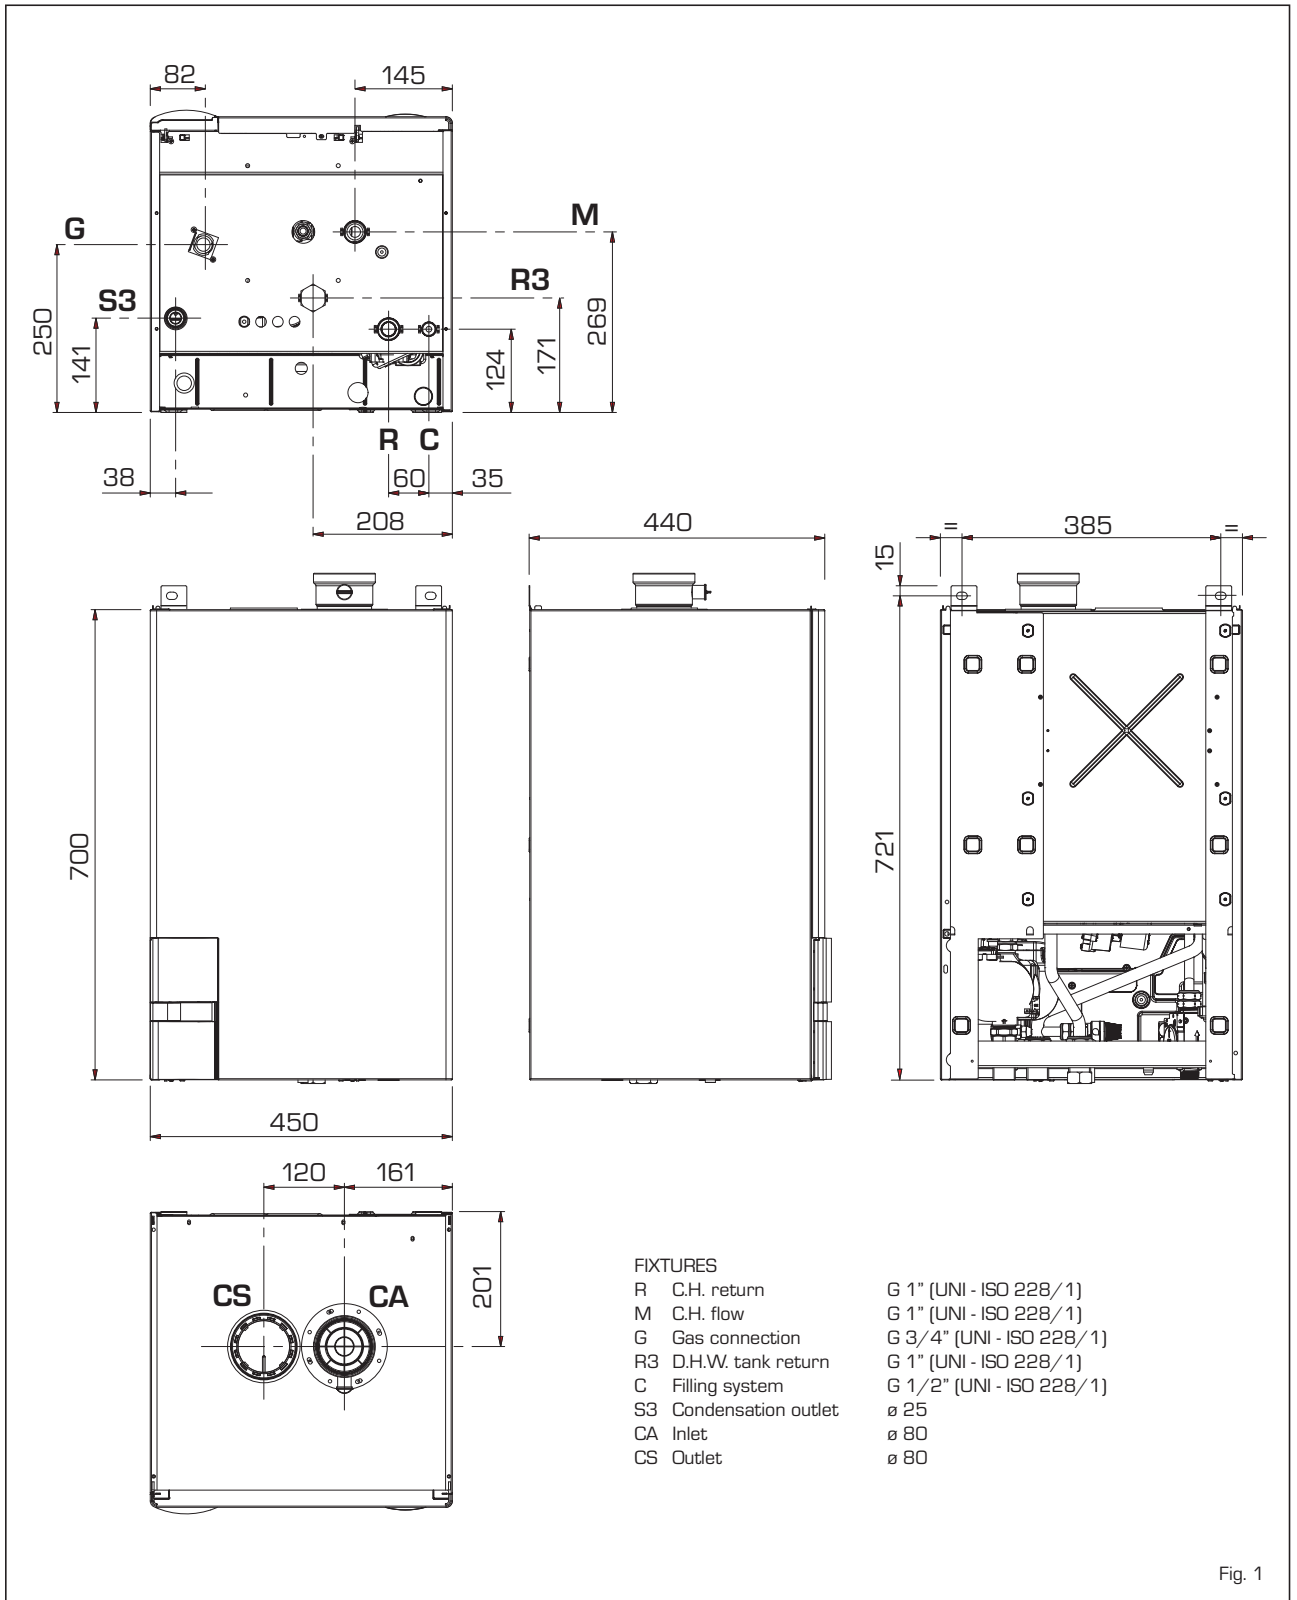 82
145
G
M
S3
R3
250
141
124
171
269
R
C
38
60
35
208
440
=
385
=
15
700
721
450
120
161
CS
CA
201
FIXTURES
R C.H. return G 1” (UNI - ISO 228/1)
M C.H. flow G 1” (UNI - ISO 228/1)
G Gas connection G 3/4” (UNI - ISO 228/1)
R3 D.H.W. tank return G 1” (UNI - ISO 228/1)
C Filling system G 1/2” (UNI - ISO 228/1)
S3 Condensation outlet ø 25
CA Inlet ø 80
CS Outlet ø 80
Fig. 1